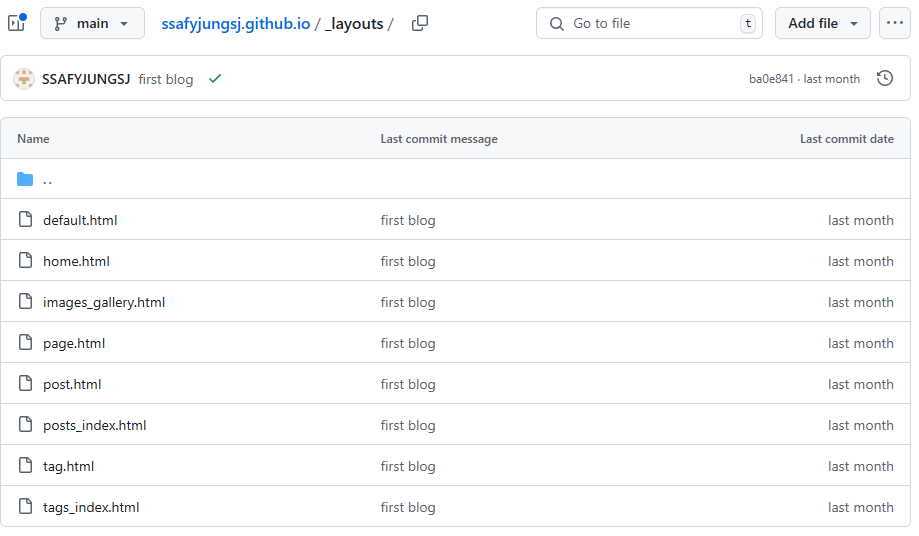 main
ssafyjungsj.github.io / _layouts /
Go to file
t
Add file
...
SSAFYJUNGSJ first blog
ba0e841 · last month
Name Last commit message Last commit date
..
default.html first blog last month
home.html first blog last month
images_gallery.html first blog last month
page.html first blog last month
post.html first blog last month
posts_index.html first blog last month
tag.html first blog last month
tags_index.html first blog last month